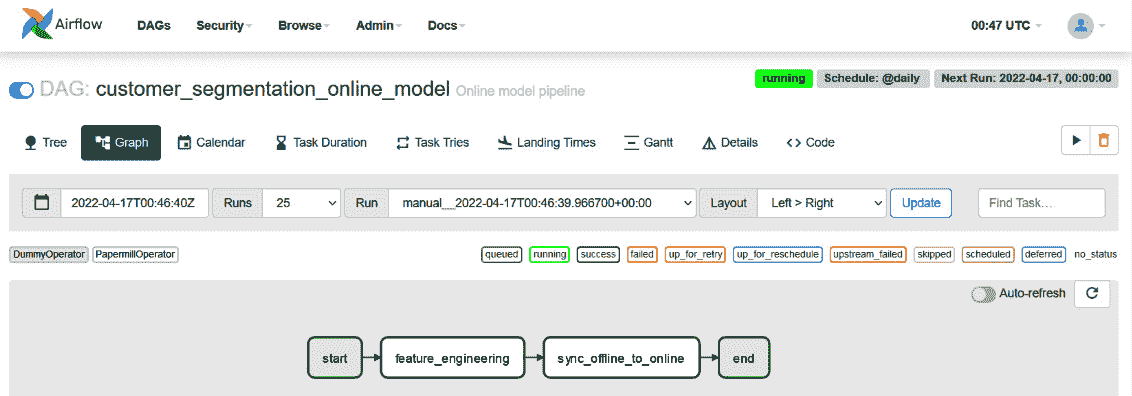 Airflow DAGs Security Browse Admin Docs 00:47 UTC
running Schedule: @daily Next Run: 2022-04-17, 00:00:00
DAG: customer_segmentation_online_model Online model pipeline
Tree Graph Calendar Task Duration Task Tries Landing Times Gantt Details Code
2022-04-17T00:46:40Z Runs 25 Run manual__2022-04-17T00:46:39.966700+00:00 Layout Left > Right Update Find Task...
DummyOperator PapermillOperator queued running success failed up_for_retry up_for_reschedule upstream_failed skipped scheduled deferred no_status
Auto-refresh
start feature_engineering sync_offline_to_online end